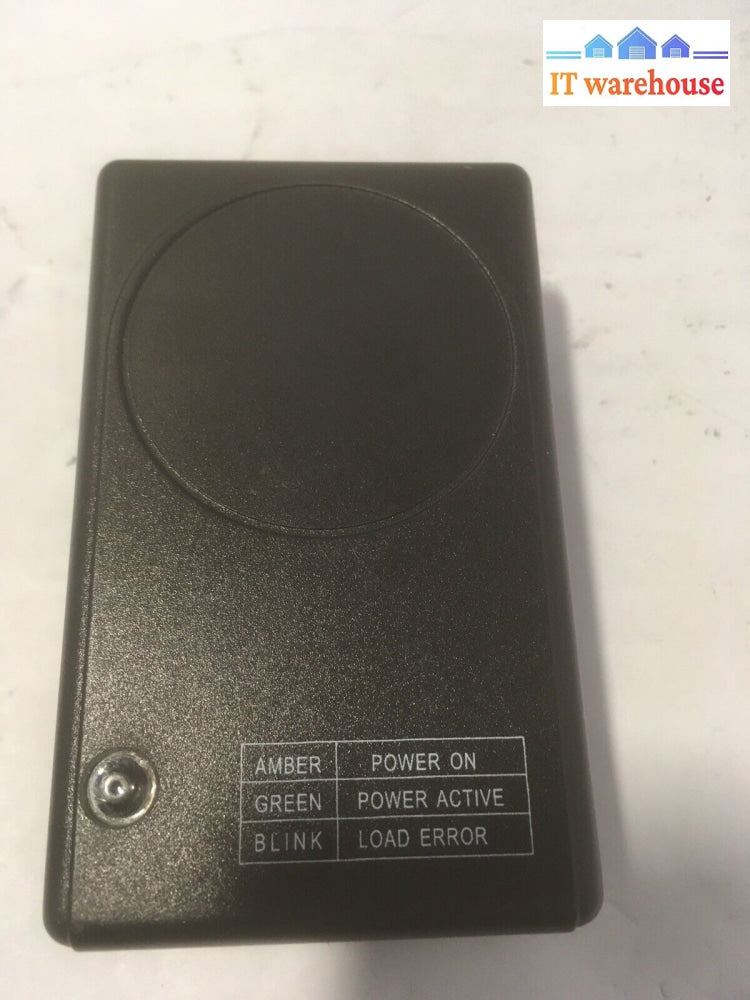 IT warehouse
AMBER POWER ON
GREEN POWER ACTIVE
BLINK LOAD ERROR